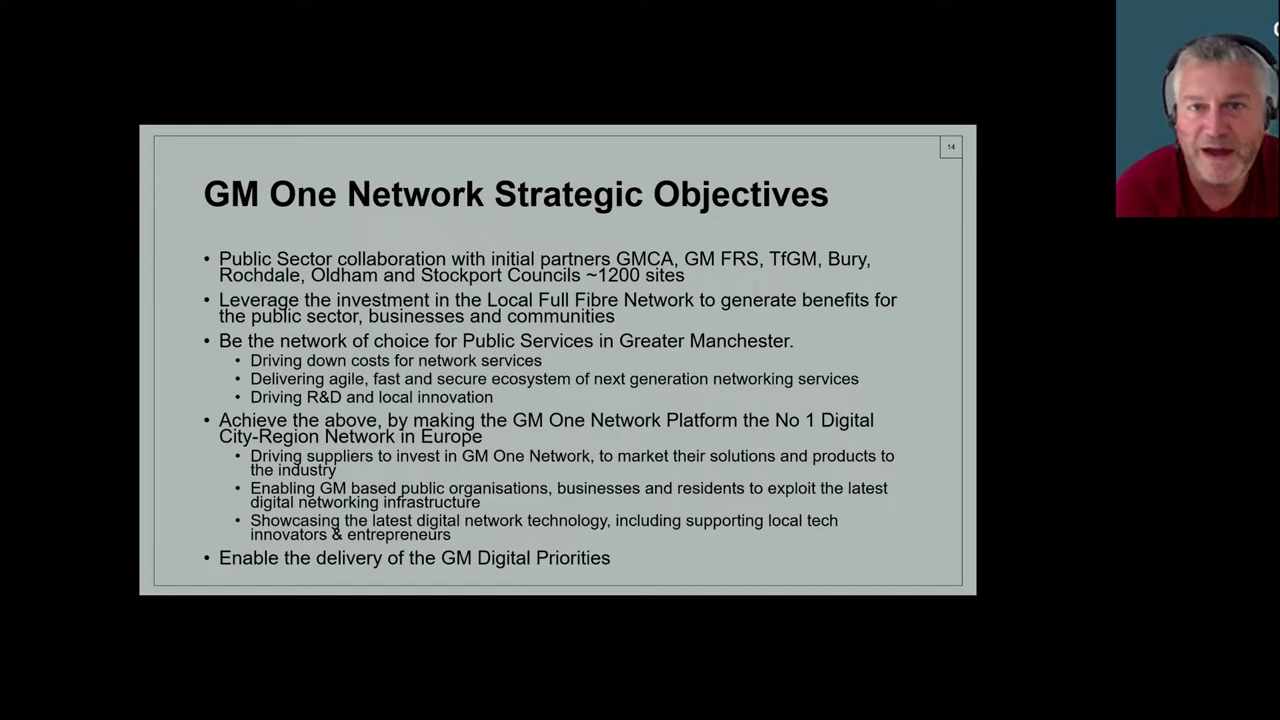 14
GM One Network Strategic Objectives
• Public Sector collaboration with initial partners GMCA, GM FRS, TfGM, Bury,
Rochdale, Oldham and Stockport Councils ~1200 sites
• Leverage the investment in the Local Full Fibre Network to generate benefits for
the public sector, businesses and communities
• Be the network of choice for Public Services in Greater Manchester.
• Driving down costs for network services
• Delivering agile, fast and secure ecosystem of next generation networking services
• Driving R&D and local innovation
• Achieve the above, by making the GM One Network Platform the No 1 Digital
City-Region Network in Europe
• Driving suppliers to invest in GM One Network, to market their solutions and products to
the industry
• Enabling GM based public organisations, businesses and residents to exploit the latest
digital networking infrastructure
• Showcasing the latest digital network technology, including supporting local tech
innovators & entrepreneurs
• Enable the delivery of the GM Digital Priorities